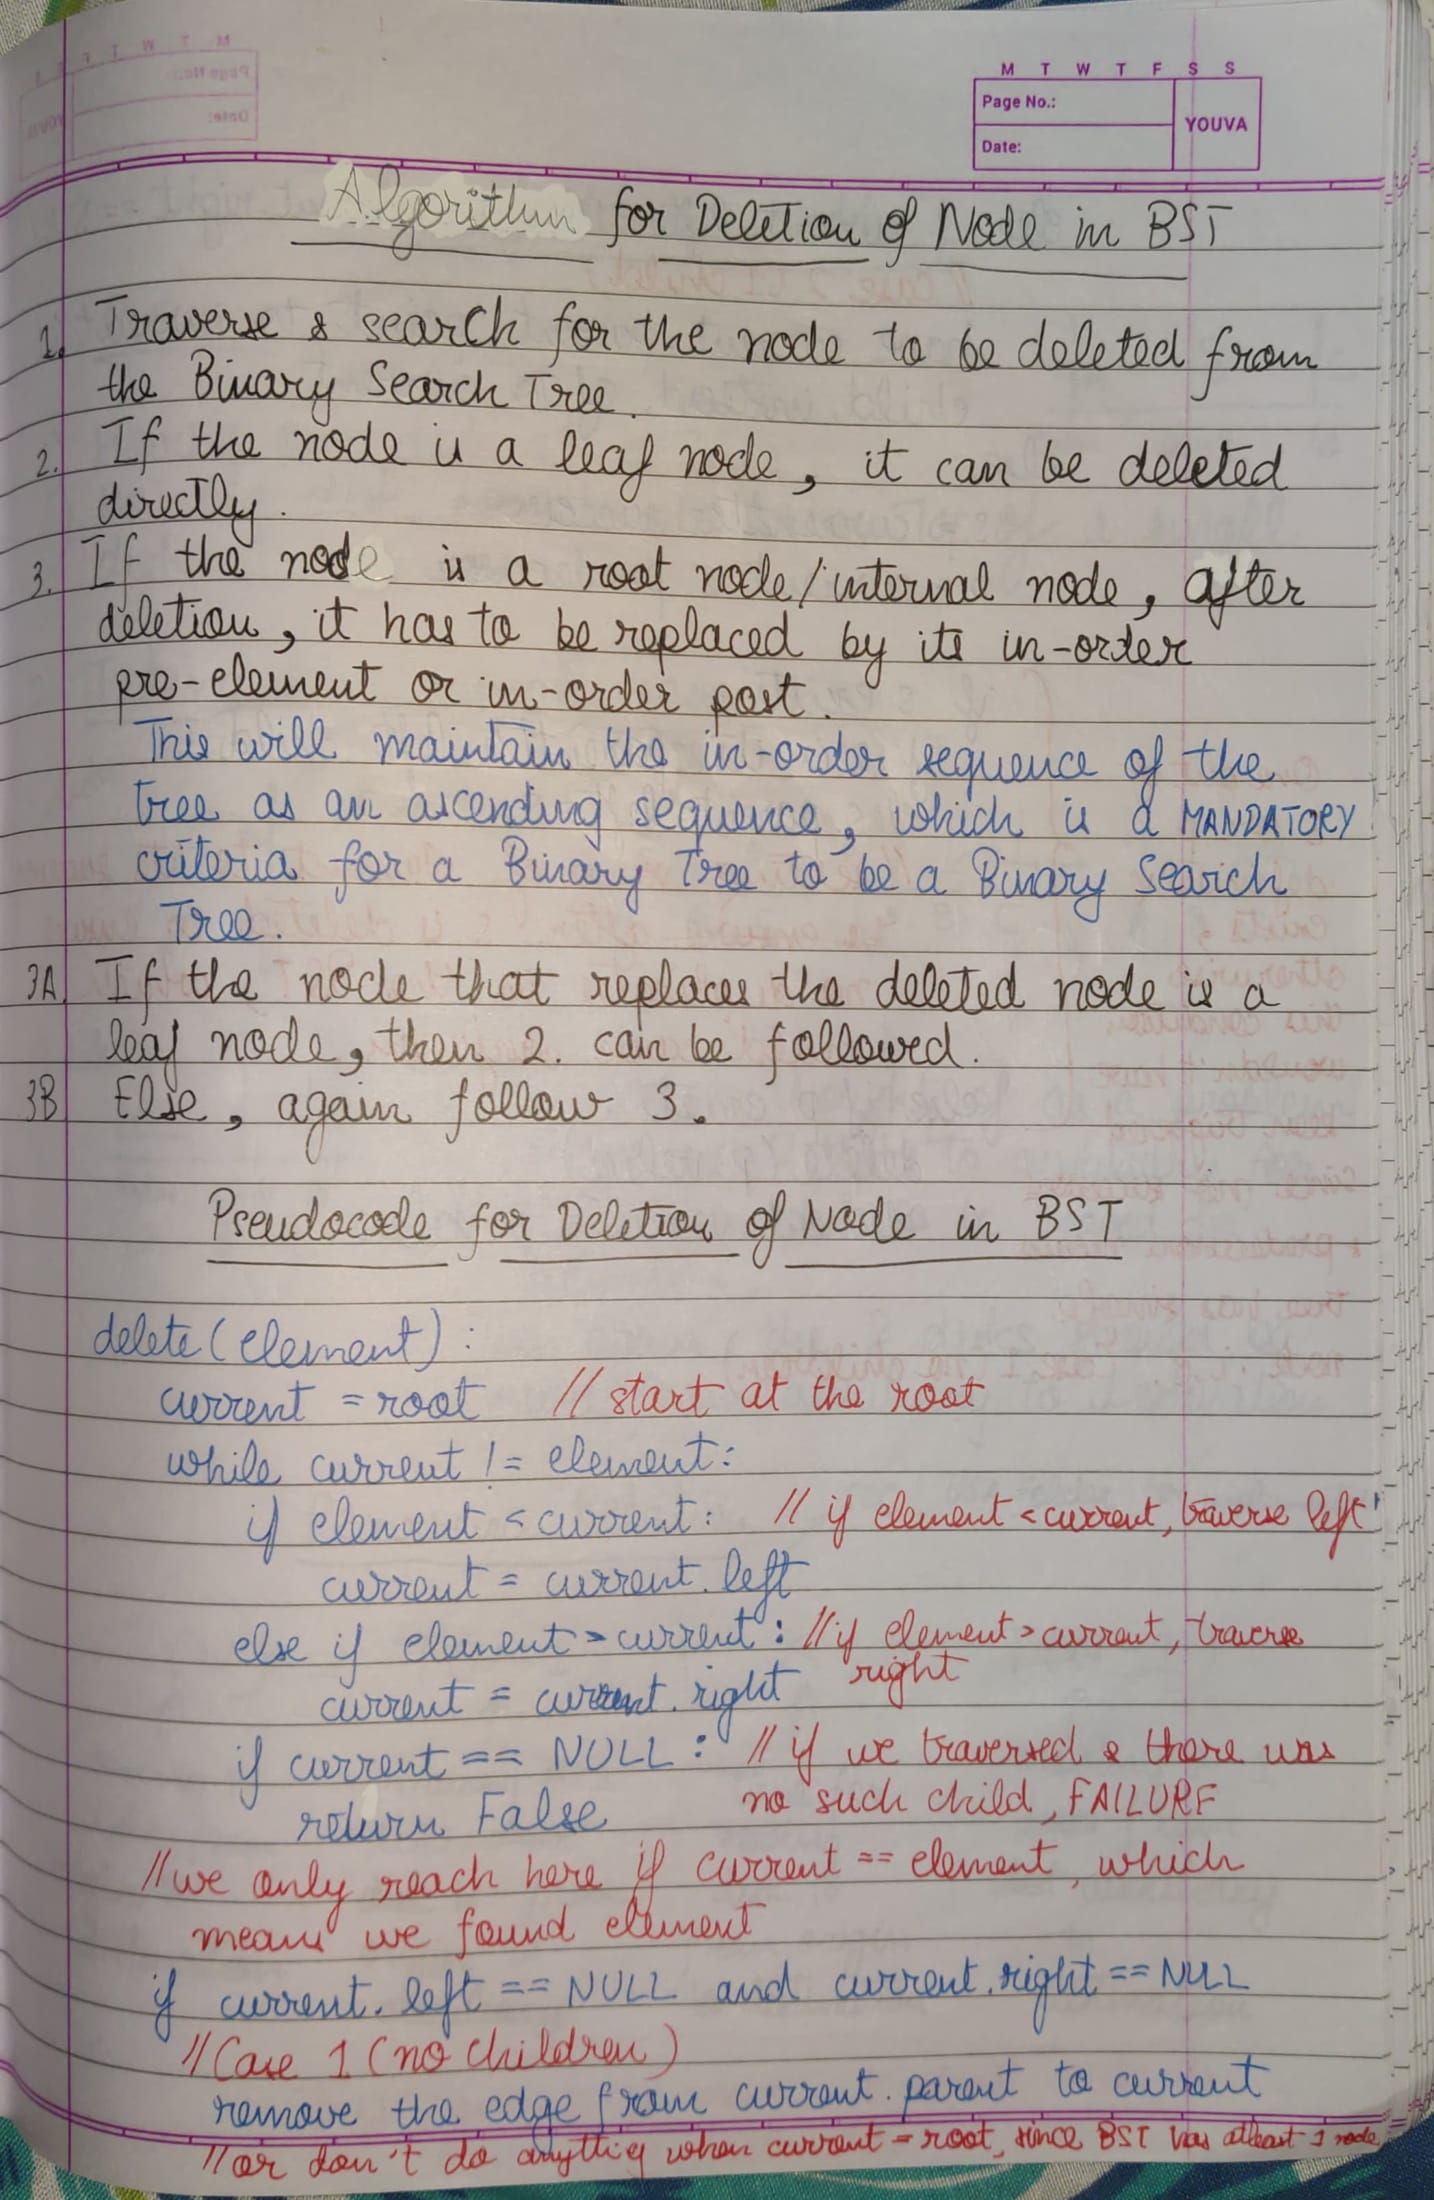 M T W T F S S
Page No.:
YOUVA
Date:
Algorithm for Deletion of Node in BST
1. Traverse & search for the node to be deleted from
the Binary Search Tree.
2. If the node is a leaf node, it can be deleted
directly.
3. If the node is a root node/internal node, after
deletion, it has to be replaced by its in-order
pre-element or in-order post.
This will maintain the in-order sequence of the
tree as an ascending sequence, which is a MANDATORY
criteria for a Binary Tree to be a Binary Search
Tree.
3A If the node that replaces the deleted node is a
leaf node, then 2. can be followed.
3B Else, again follow 3.
Pseudocode for Deletion of Node in BST
delete(element):
current = root // start at the root
while current != element:
if element < current: // if element < current, traverse left
current = current.left
else if element > current: // if element > current, traverse
right
current = current.right
if current == NULL: // if we traversed & there was
no such child, FAILURE
return False
// we only reach here if current == element, which
means we found element
if current.left == NULL and current.right == NULL
// Case 1 (no children)
remove the edge from current.parent to current
// or don't do anything when current = root, since BST has atleast 1 node